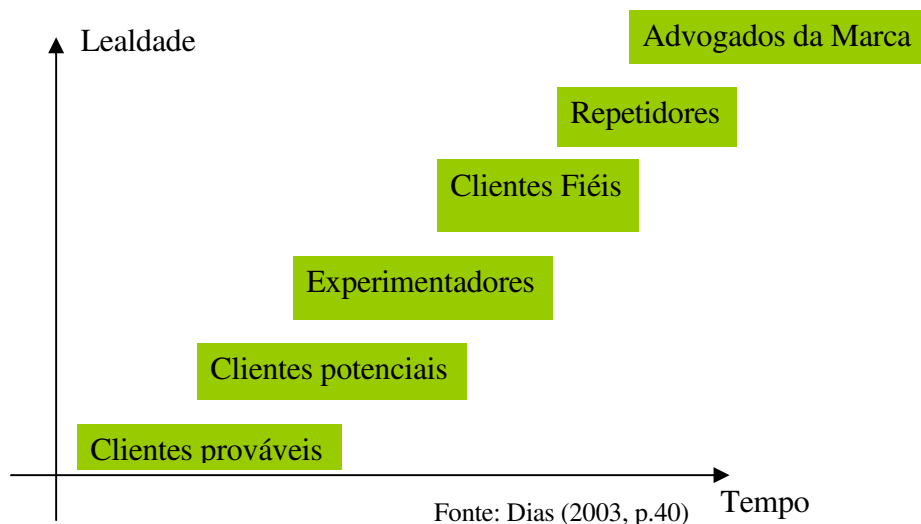 Lealdade
Advogados da Marca
Repetidores
Clientes Fiéis
Experimentadores
Clientes potenciais
Clientes prováveis
Fonte: Dias (2003, p.40)
Tempo